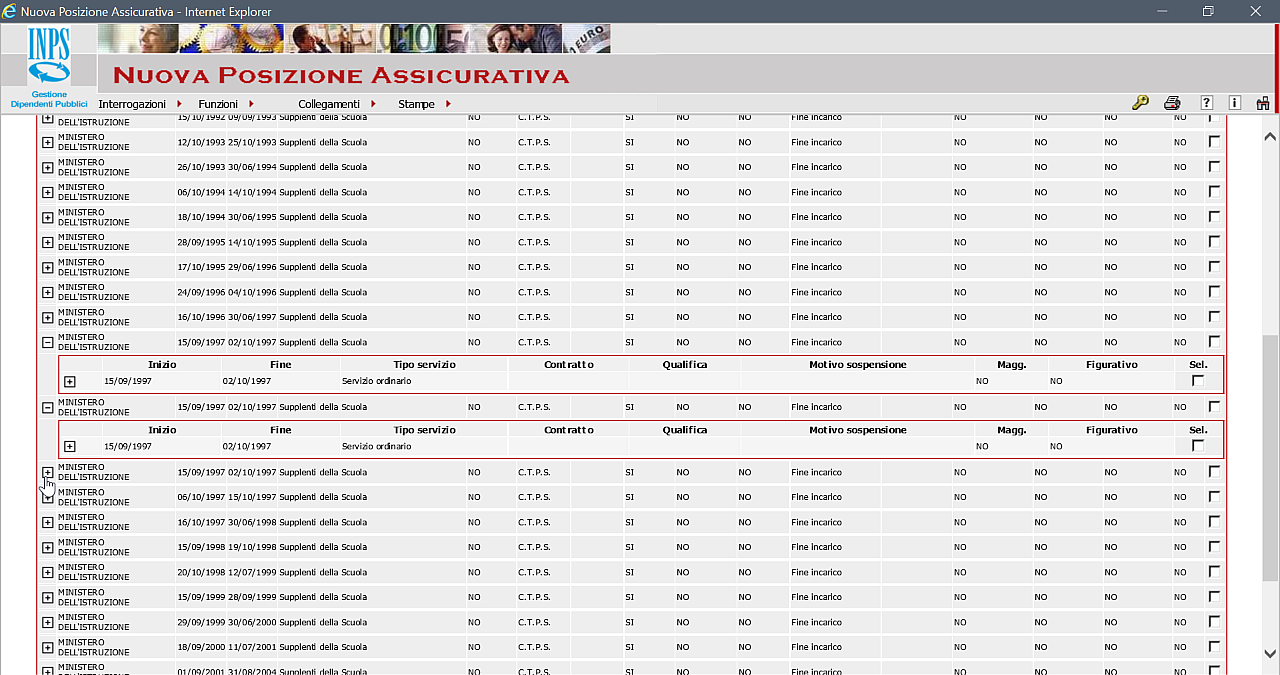 Nuova Posizione Assicurativa - Internet Explorer
INPS
Gestione
Dipendenti Pubblici
NUOVA POSIZIONE ASSICURATIVA
Interrogazioni Funzioni Collegamenti Stampe
15/10/1992 09/09/1993 Supplenti della Scuola NO C.T.P.S. SI NO NO Fine incarico NO NO NO NO
DELL'ISTRUZIONE
MINISTERO
DELL'ISTRUZIONE 12/10/1993 25/10/1993 Supplenti della Scuola NO C.T.P.S. SI NO NO Fine incarico NO NO NO NO
MINISTERO
DELL'ISTRUZIONE 26/10/1993 30/06/1994 Supplenti della Scuola NO C.T.P.S. SI NO NO Fine incarico NO NO NO NO
MINISTERO
DELL'ISTRUZIONE 06/10/1994 14/10/1994 Supplenti della Scuola NO C.T.P.S. SI NO NO Fine incarico NO NO NO NO
MINISTERO
DELL'ISTRUZIONE 18/10/1994 30/06/1995 Supplenti della Scuola NO C.T.P.S. SI NO NO Fine incarico NO NO NO NO
MINISTERO
DELL'ISTRUZIONE 28/09/1995 14/10/1995 Supplenti della Scuola NO C.T.P.S. SI NO NO Fine incarico NO NO NO NO
MINISTERO
DELL'ISTRUZIONE 17/10/1995 29/06/1996 Supplenti della Scuola NO C.T.P.S. SI NO NO Fine incarico NO NO NO NO
MINISTERO
DELL'ISTRUZIONE 24/09/1996 04/10/1996 Supplenti della Scuola NO C.T.P.S. SI NO NO Fine incarico NO NO NO NO
MINISTERO
DELL'ISTRUZIONE 16/10/1996 30/06/1997 Supplenti della Scuola NO C.T.P.S. SI NO NO Fine incarico NO NO NO NO
MINISTERO
DELL'ISTRUZIONE 15/09/1997 02/10/1997 Supplenti della Scuola NO C.T.P.S. SI NO NO Fine incarico NO NO NO NO
Inizio Fine Tipo servizio Contratto Qualifica Motivo sospensione Magg. Figurativo Sel.
15/09/1997 02/10/1997 Servizio ordinario NO NO
MINISTERO
DELL'ISTRUZIONE 15/09/1997 02/10/1997 Supplenti della Scuola NO C.T.P.S. SI NO NO Fine incarico NO NO NO NO
Inizio Fine Tipo servizio Contratto Qualifica Motivo sospensione Magg. Figurativo Sel.
15/09/1997 02/10/1997 Servizio ordinario NO NO
MINISTERO
DELL'ISTRUZIONE 15/09/1997 02/10/1997 Supplenti della Scuola NO C.T.P.S. SI NO NO Fine incarico NO NO NO NO
MINISTERO
DELL'ISTRUZIONE 06/10/1997 15/10/1997 Supplenti della Scuola NO C.T.P.S. SI NO NO Fine incarico NO NO NO NO
MINISTERO
DELL'ISTRUZIONE 16/10/1997 30/06/1998 Supplenti della Scuola NO C.T.P.S. SI NO NO Fine incarico NO NO NO NO
MINISTERO
DELL'ISTRUZIONE 15/09/1998 19/10/1998 Supplenti della Scuola NO C.T.P.S. SI NO NO Fine incarico NO NO NO NO
MINISTERO
DELL'ISTRUZIONE 20/10/1998 12/07/1999 Supplenti della Scuola NO C.T.P.S. SI NO NO Fine incarico NO NO NO NO
MINISTERO
DELL'ISTRUZIONE 15/09/1999 28/09/1999 Supplenti della Scuola NO C.T.P.S. SI NO NO Fine incarico NO NO NO NO
MINISTERO
DELL'ISTRUZIONE 29/09/1999 30/06/2000 Supplenti della Scuola NO C.T.P.S. SI NO NO Fine incarico NO NO NO NO
MINISTERO
DELL'ISTRUZIONE 18/09/2000 11/07/2001 Supplenti della Scuola NO C.T.P.S. SI NO NO Fine incarico NO NO NO NO
MINISTERO
01/09/2001 31/08/2004 Supplenti della Scuola NO C.T.P.S. SI NO NO Fine incarico NO NO NO NO